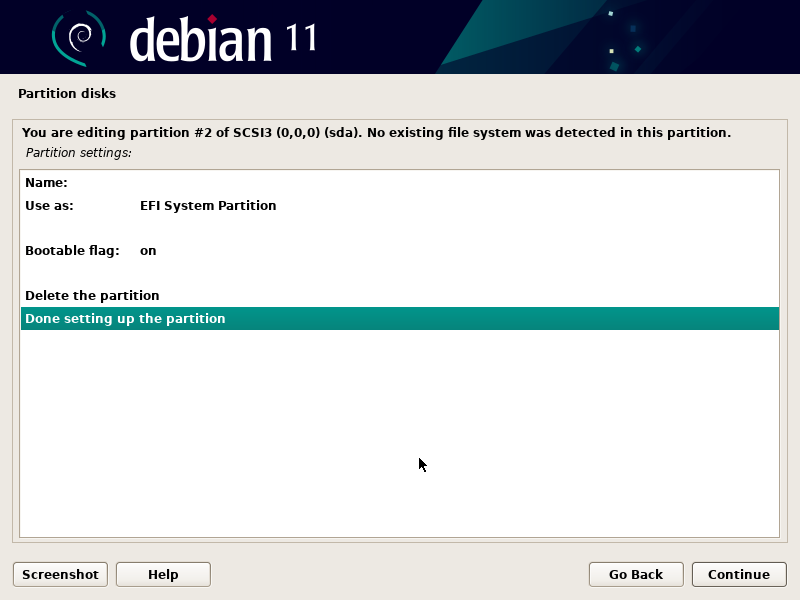 debian 11
Partition disks
You are editing partition #2 of SCSI3 (0,0,0) (sda). No existing file system was detected in this partition.
Partition settings:
Name:
Use as: EFI System Partition
Bootable flag: on
Delete the partition
Done setting up the partition
Screenshot Help Go Back Continue